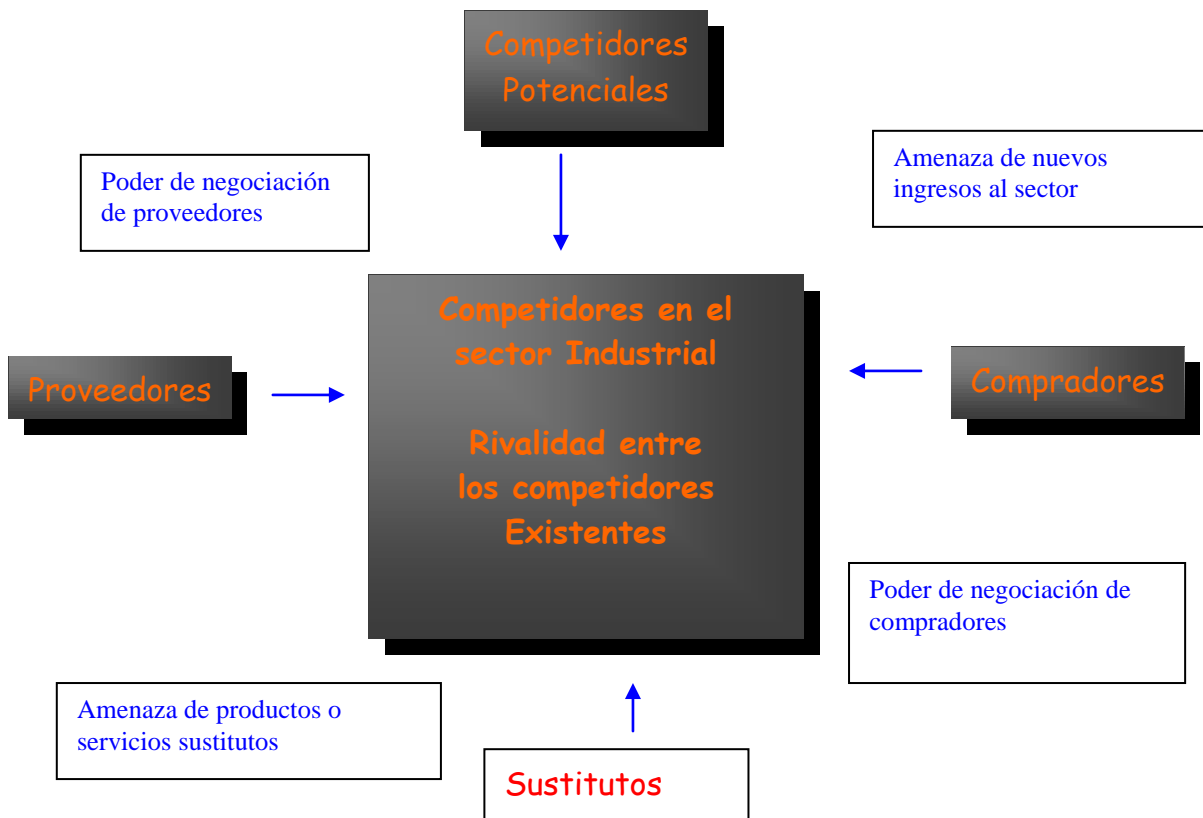 Competidores
Potenciales
Poder de negociación
de proveedores
Amenaza de nuevos
ingresos al sector
Competidores en el
sector Industrial
Rivalidad entre
los competidores
Existentes
Proveedores
Compradores
Poder de negociación de
compradores
Amenaza de productos o
servicios sustitutos
Sustitutos